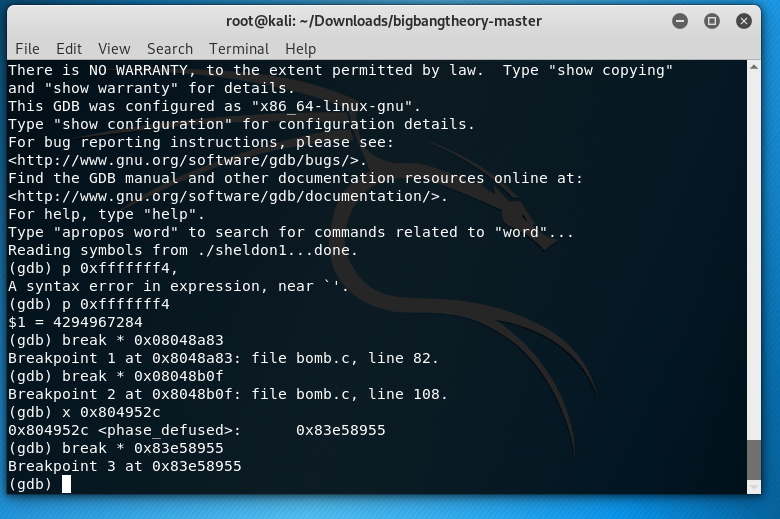 root@kali: ~/Downloads/bigbangtheory-master
File Edit View Search Terminal Help
There is NO WARRANTY, to the extent permitted by law.  Type "show copying"
and "show warranty" for details.
This GDB was configured as "x86_64-linux-gnu".
Type "show configuration" for configuration details.
For bug reporting instructions, please see:
<http://www.gnu.org/software/gdb/bugs/>.
Find the GDB manual and other documentation resources online at:
<http://www.gnu.org/software/gdb/documentation/>.
For help, type "help".
Type "apropos word" to search for commands related to "word"...
Reading symbols from ./sheldon1...done.
(gdb) p 0xfffffff4,
A syntax error in expression, near `'.
(gdb) p 0xfffffff4
$1 = 4294967284
(gdb) break * 0x08048a83
Breakpoint 1 at 0x8048a83: file bomb.c, line 82.
(gdb) break * 0x08048b0f
Breakpoint 2 at 0x8048b0f: file bomb.c, line 108.
(gdb) x 0x804952c
0x804952c <phase_defused>:      0x83e58955
(gdb) break * 0x83e58955
Breakpoint 3 at 0x83e58955
(gdb)